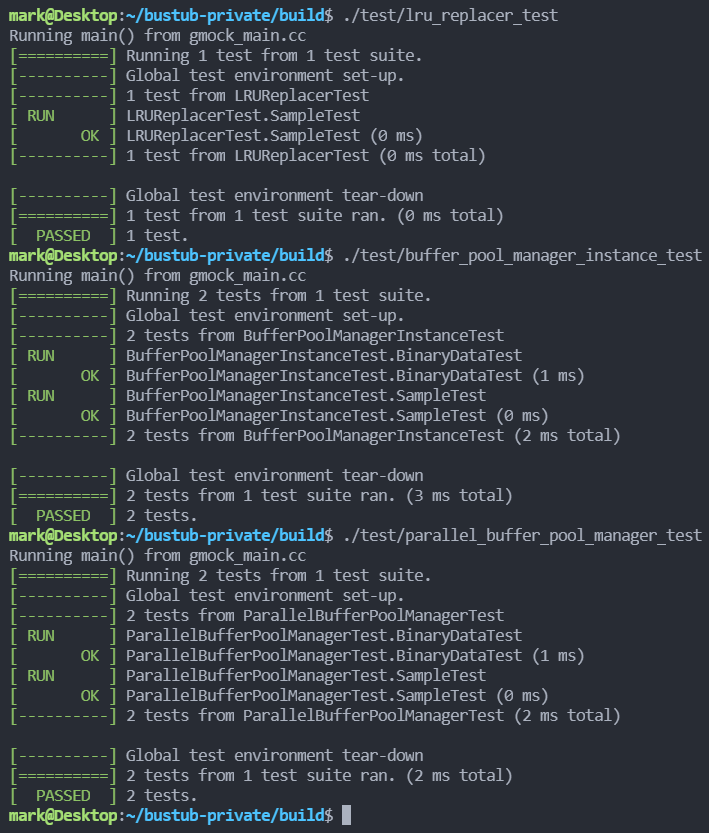 mark@Desktop:~/bustub-private/build$ ./test/lru_replacer_test
Running main() from gmock_main.cc
[==========] Running 1 test from 1 test suite.
[----------] Global test environment set-up.
[----------] 1 test from LRUReplacerTest
[ RUN      ] LRUReplacerTest.SampleTest
[       OK ] LRUReplacerTest.SampleTest (0 ms)
[----------] 1 test from LRUReplacerTest (0 ms total)

[----------] Global test environment tear-down
[==========] 1 test from 1 test suite ran. (0 ms total)
[  PASSED  ] 1 test.
mark@Desktop:~/bustub-private/build$ ./test/buffer_pool_manager_instance_test
Running main() from gmock_main.cc
[==========] Running 2 tests from 1 test suite.
[----------] Global test environment set-up.
[----------] 2 tests from BufferPoolManagerInstanceTest
[ RUN      ] BufferPoolManagerInstanceTest.BinaryDataTest
[       OK ] BufferPoolManagerInstanceTest.BinaryDataTest (1 ms)
[ RUN      ] BufferPoolManagerInstanceTest.SampleTest
[       OK ] BufferPoolManagerInstanceTest.SampleTest (0 ms)
[----------] 2 tests from BufferPoolManagerInstanceTest (2 ms total)

[----------] Global test environment tear-down
[==========] 2 tests from 1 test suite ran. (3 ms total)
[  PASSED  ] 2 tests.
mark@Desktop:~/bustub-private/build$ ./test/parallel_buffer_pool_manager_test
Running main() from gmock_main.cc
[==========] Running 2 tests from 1 test suite.
[----------] Global test environment set-up.
[----------] 2 tests from ParallelBufferPoolManagerTest
[ RUN      ] ParallelBufferPoolManagerTest.BinaryDataTest
[       OK ] ParallelBufferPoolManagerTest.BinaryDataTest (1 ms)
[ RUN      ] ParallelBufferPoolManagerTest.SampleTest
[       OK ] ParallelBufferPoolManagerTest.SampleTest (0 ms)
[----------] 2 tests from ParallelBufferPoolManagerTest (2 ms total)

[----------] Global test environment tear-down
[==========] 2 tests from 1 test suite ran. (2 ms total)
[  PASSED  ] 2 tests.
mark@Desktop:~/bustub-private/build$